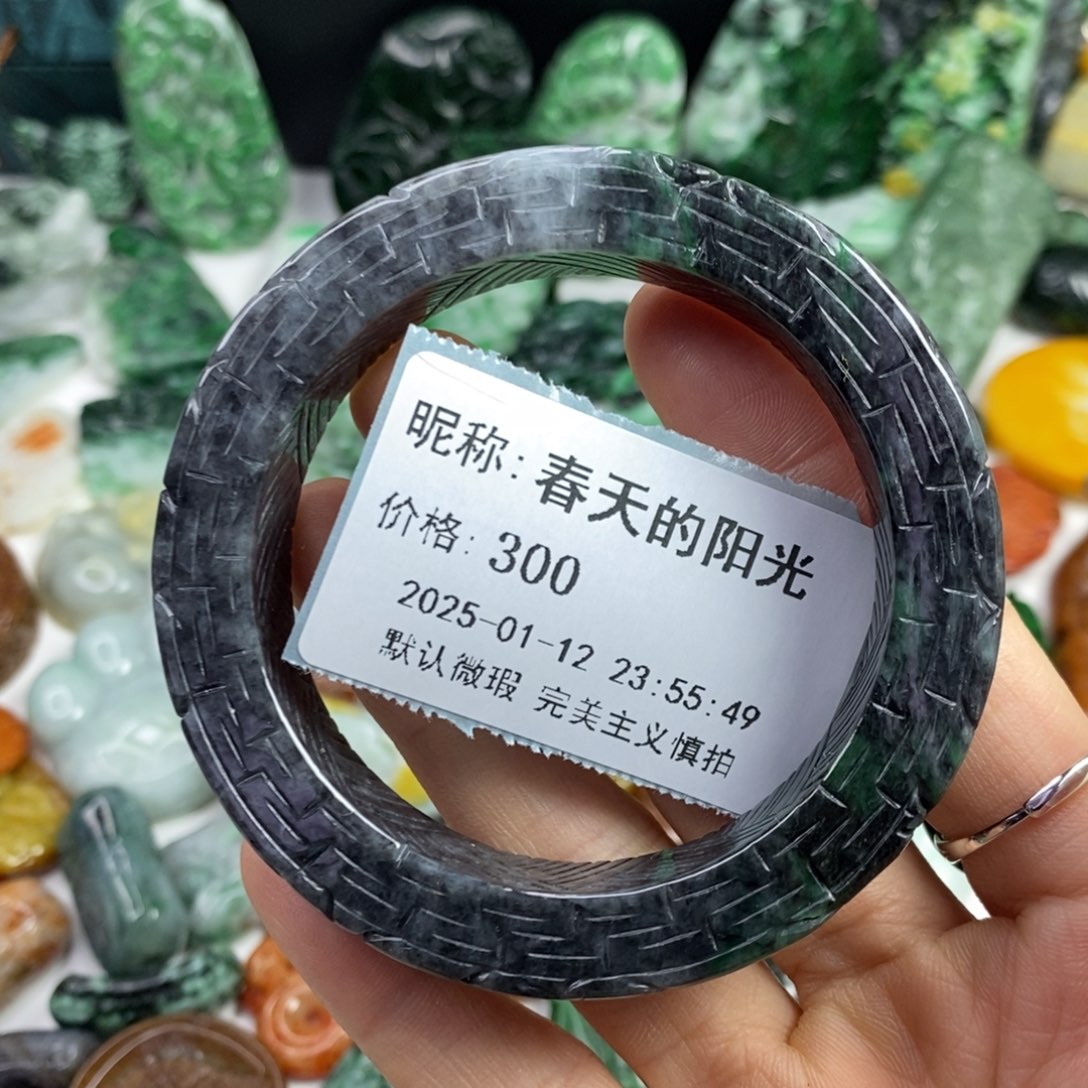 昵称: 春天的阳光
价格: 300
2025-01-12 23:55:49
默认微瑕 完美主义慎拍